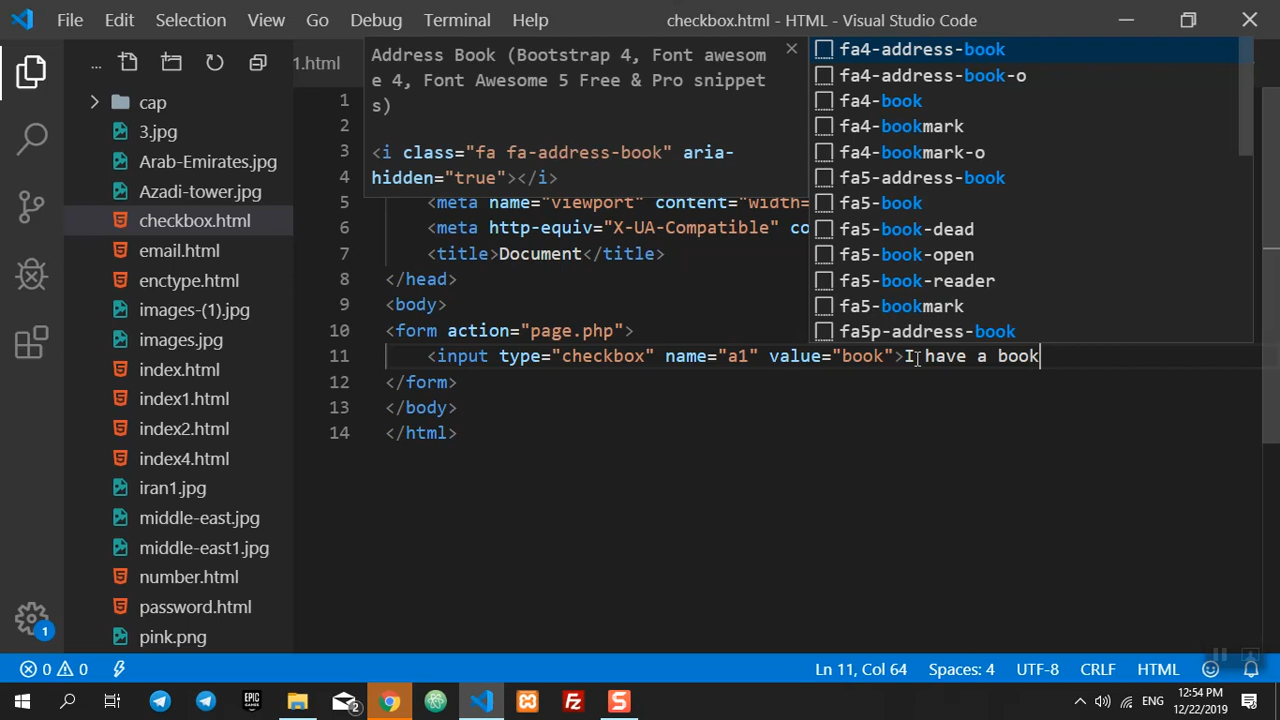 File Edit Selection View Go Debug Terminal Help
checkbox.html - HTML - Visual Studio Code
...
cap
3.jpg
Arab-Emirates.jpg
Azadi-tower.jpg
checkbox.html
email.html
enctype.html
images-(1).jpg
images.jpg
index.html
index1.html
index2.html
index4.html
iran1.jpg
middle-east.jpg
middle-east1.jpg
number.html
password.html
pink.png
1
1.html
Address Book (Bootstrap 4, Font awesom
e 4, Font Awesome 5 Free & Pro snippet
s)
<i class="fa fa-address-book" aria-
hidden="true"></i>
fa4-address-book
fa4-address-book-o
fa4-book
fa4-bookmark
fa4-bookmark-o
fa5-address-book
fa5-book
fa5-book-dead
fa5-book-open
fa5-book-reader
fa5-bookmark
fa5p-address-book
1
2
3
4
5 <meta name="viewport" content="width=
6 <meta http-equiv="X-UA-Compatible" co
7 <title>Document</title>
8 </head>
9 <body>
10 <form action="page.php">
11 <input type="checkbox" name="a1" value="book">I have a book
12 </form>
13 </body>
14 </html>
0 0
Ln 11, Col 64 Spaces: 4 UTF-8 CRLF HTML
EPIC GAMES
2
ENG
12:54 PM
12/22/2019